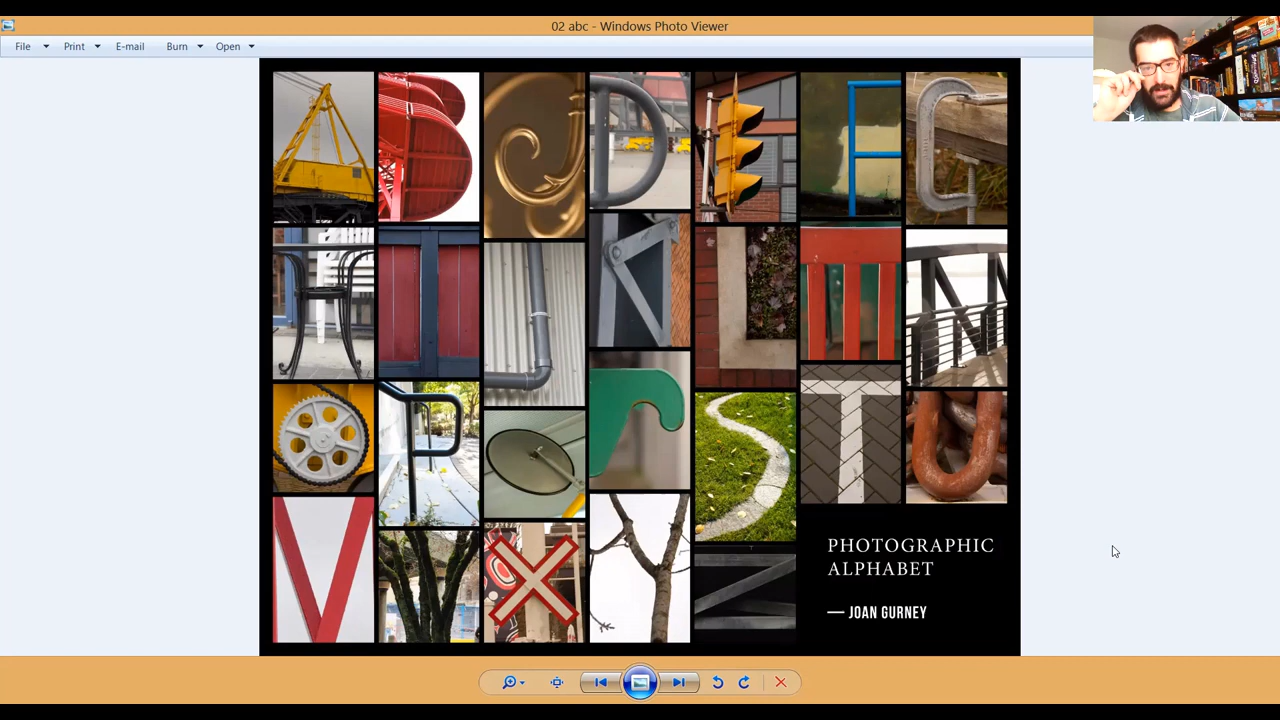 02 abc - Windows Photo Viewer
File Print E-mail Burn Open
PHOTOGRAPHIC
ALPHABET
— JOAN GURNEY